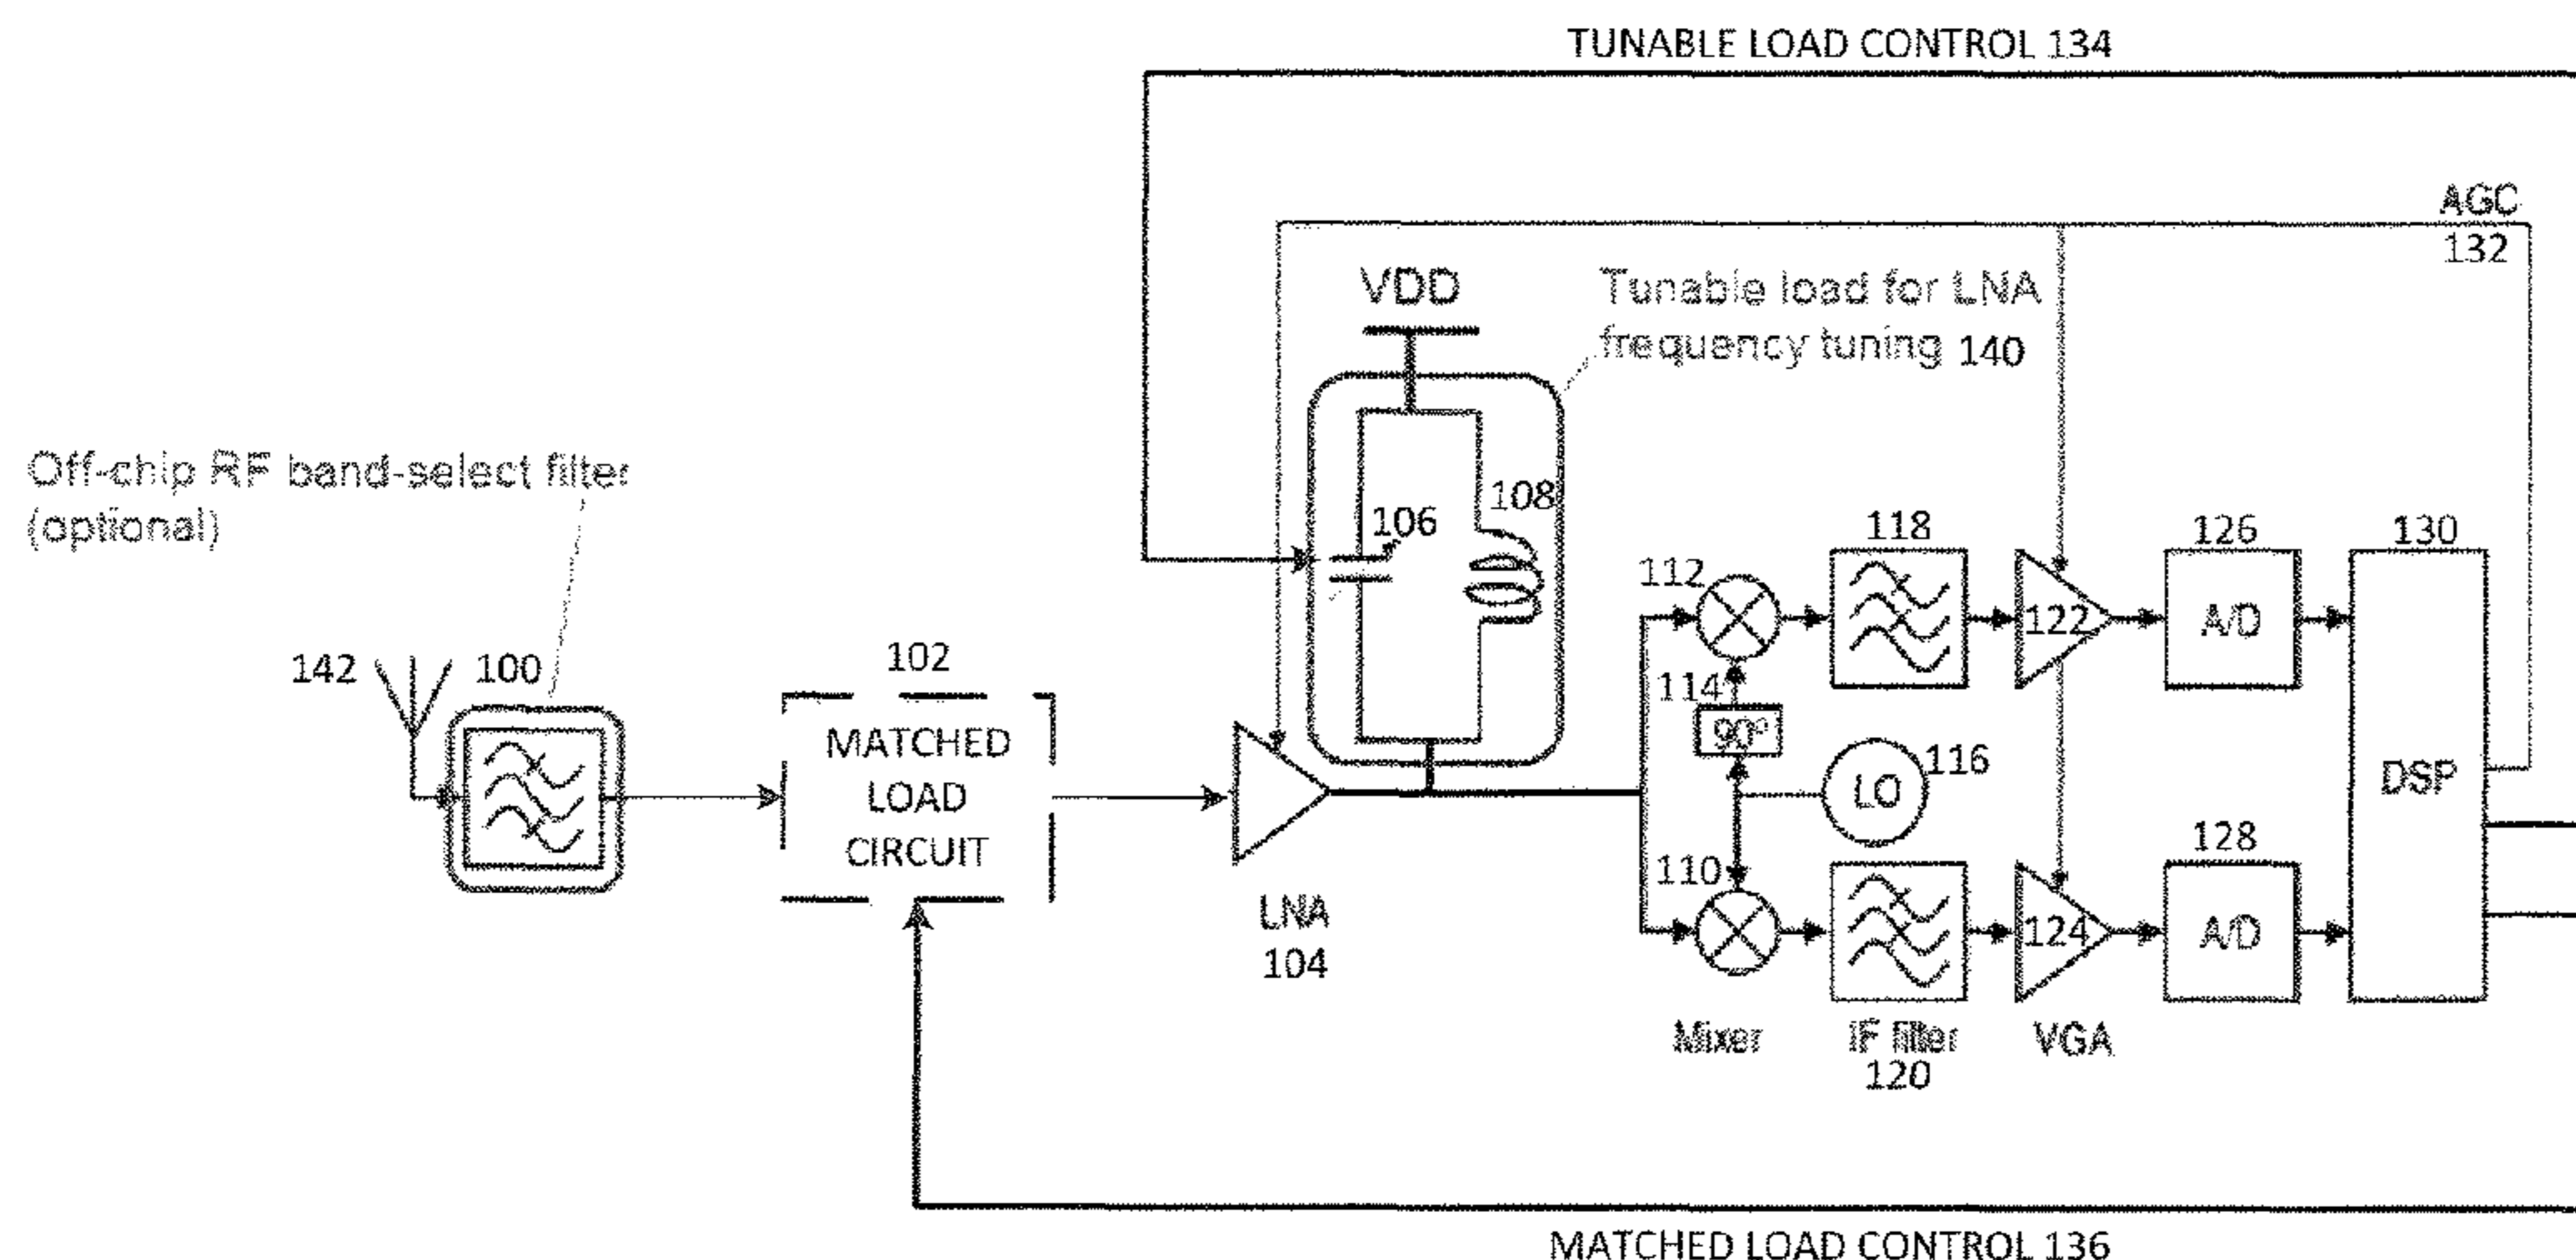 TUNABLE LOAD CONTROL 134
AGC
132
VDD
Tunable load for LNA
frequency tuning 140
Off-chip RF band-select filter
(optional)
106
108
118
126
130
112
122
A/D
142
100
102
114
90º
MATCHED
LOAD
CIRCUIT
LO
116
DSP
128
110
124
A/D
LNA
104
Mixer
IF filter
120
VGA
MATCHED LOAD CONTROL 136